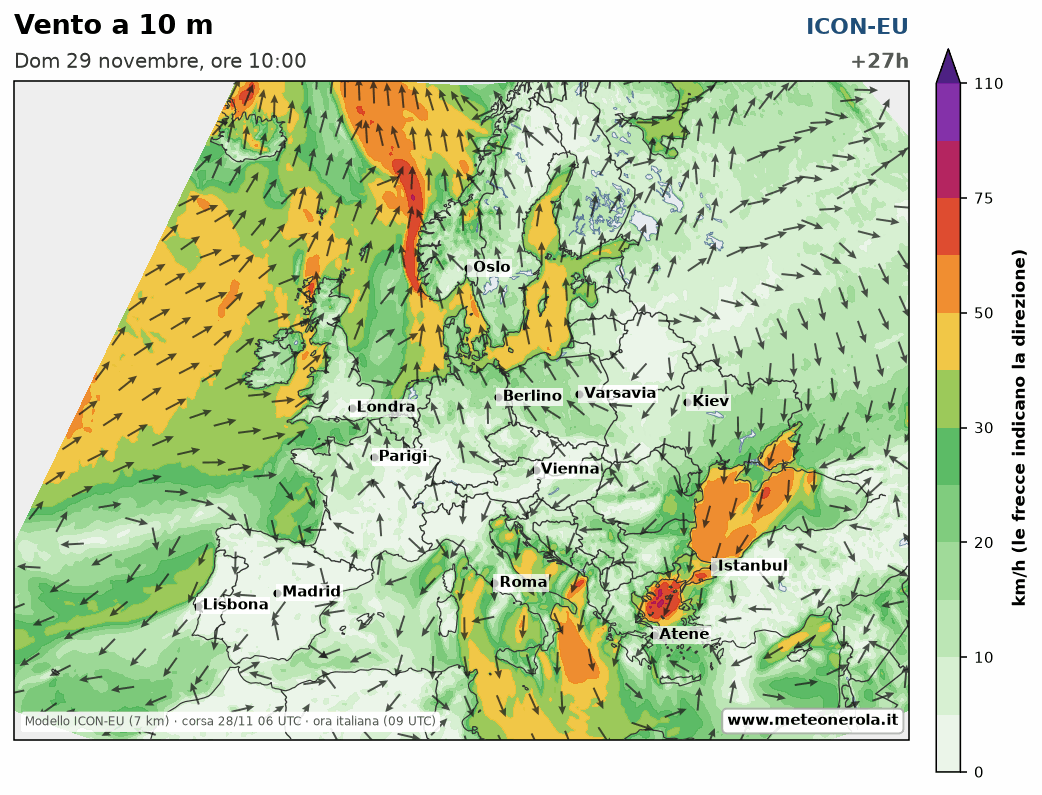 Vento a 10 m
ICON-EU
Dom 29 novembre, ore 10:00
+27h
110
75
50
30
20
10
0
km/h (le frecce indicano la direzione)
Oslo
Berlino
Varsavia
Kiev
Londra
Parigi
Vienna
Istanbul
Roma
Madrid
Lisbona
Atene
Modello ICON-EU (7 km) · corsa 28/11 06 UTC · ora italiana (09 UTC)
www.meteonerola.it